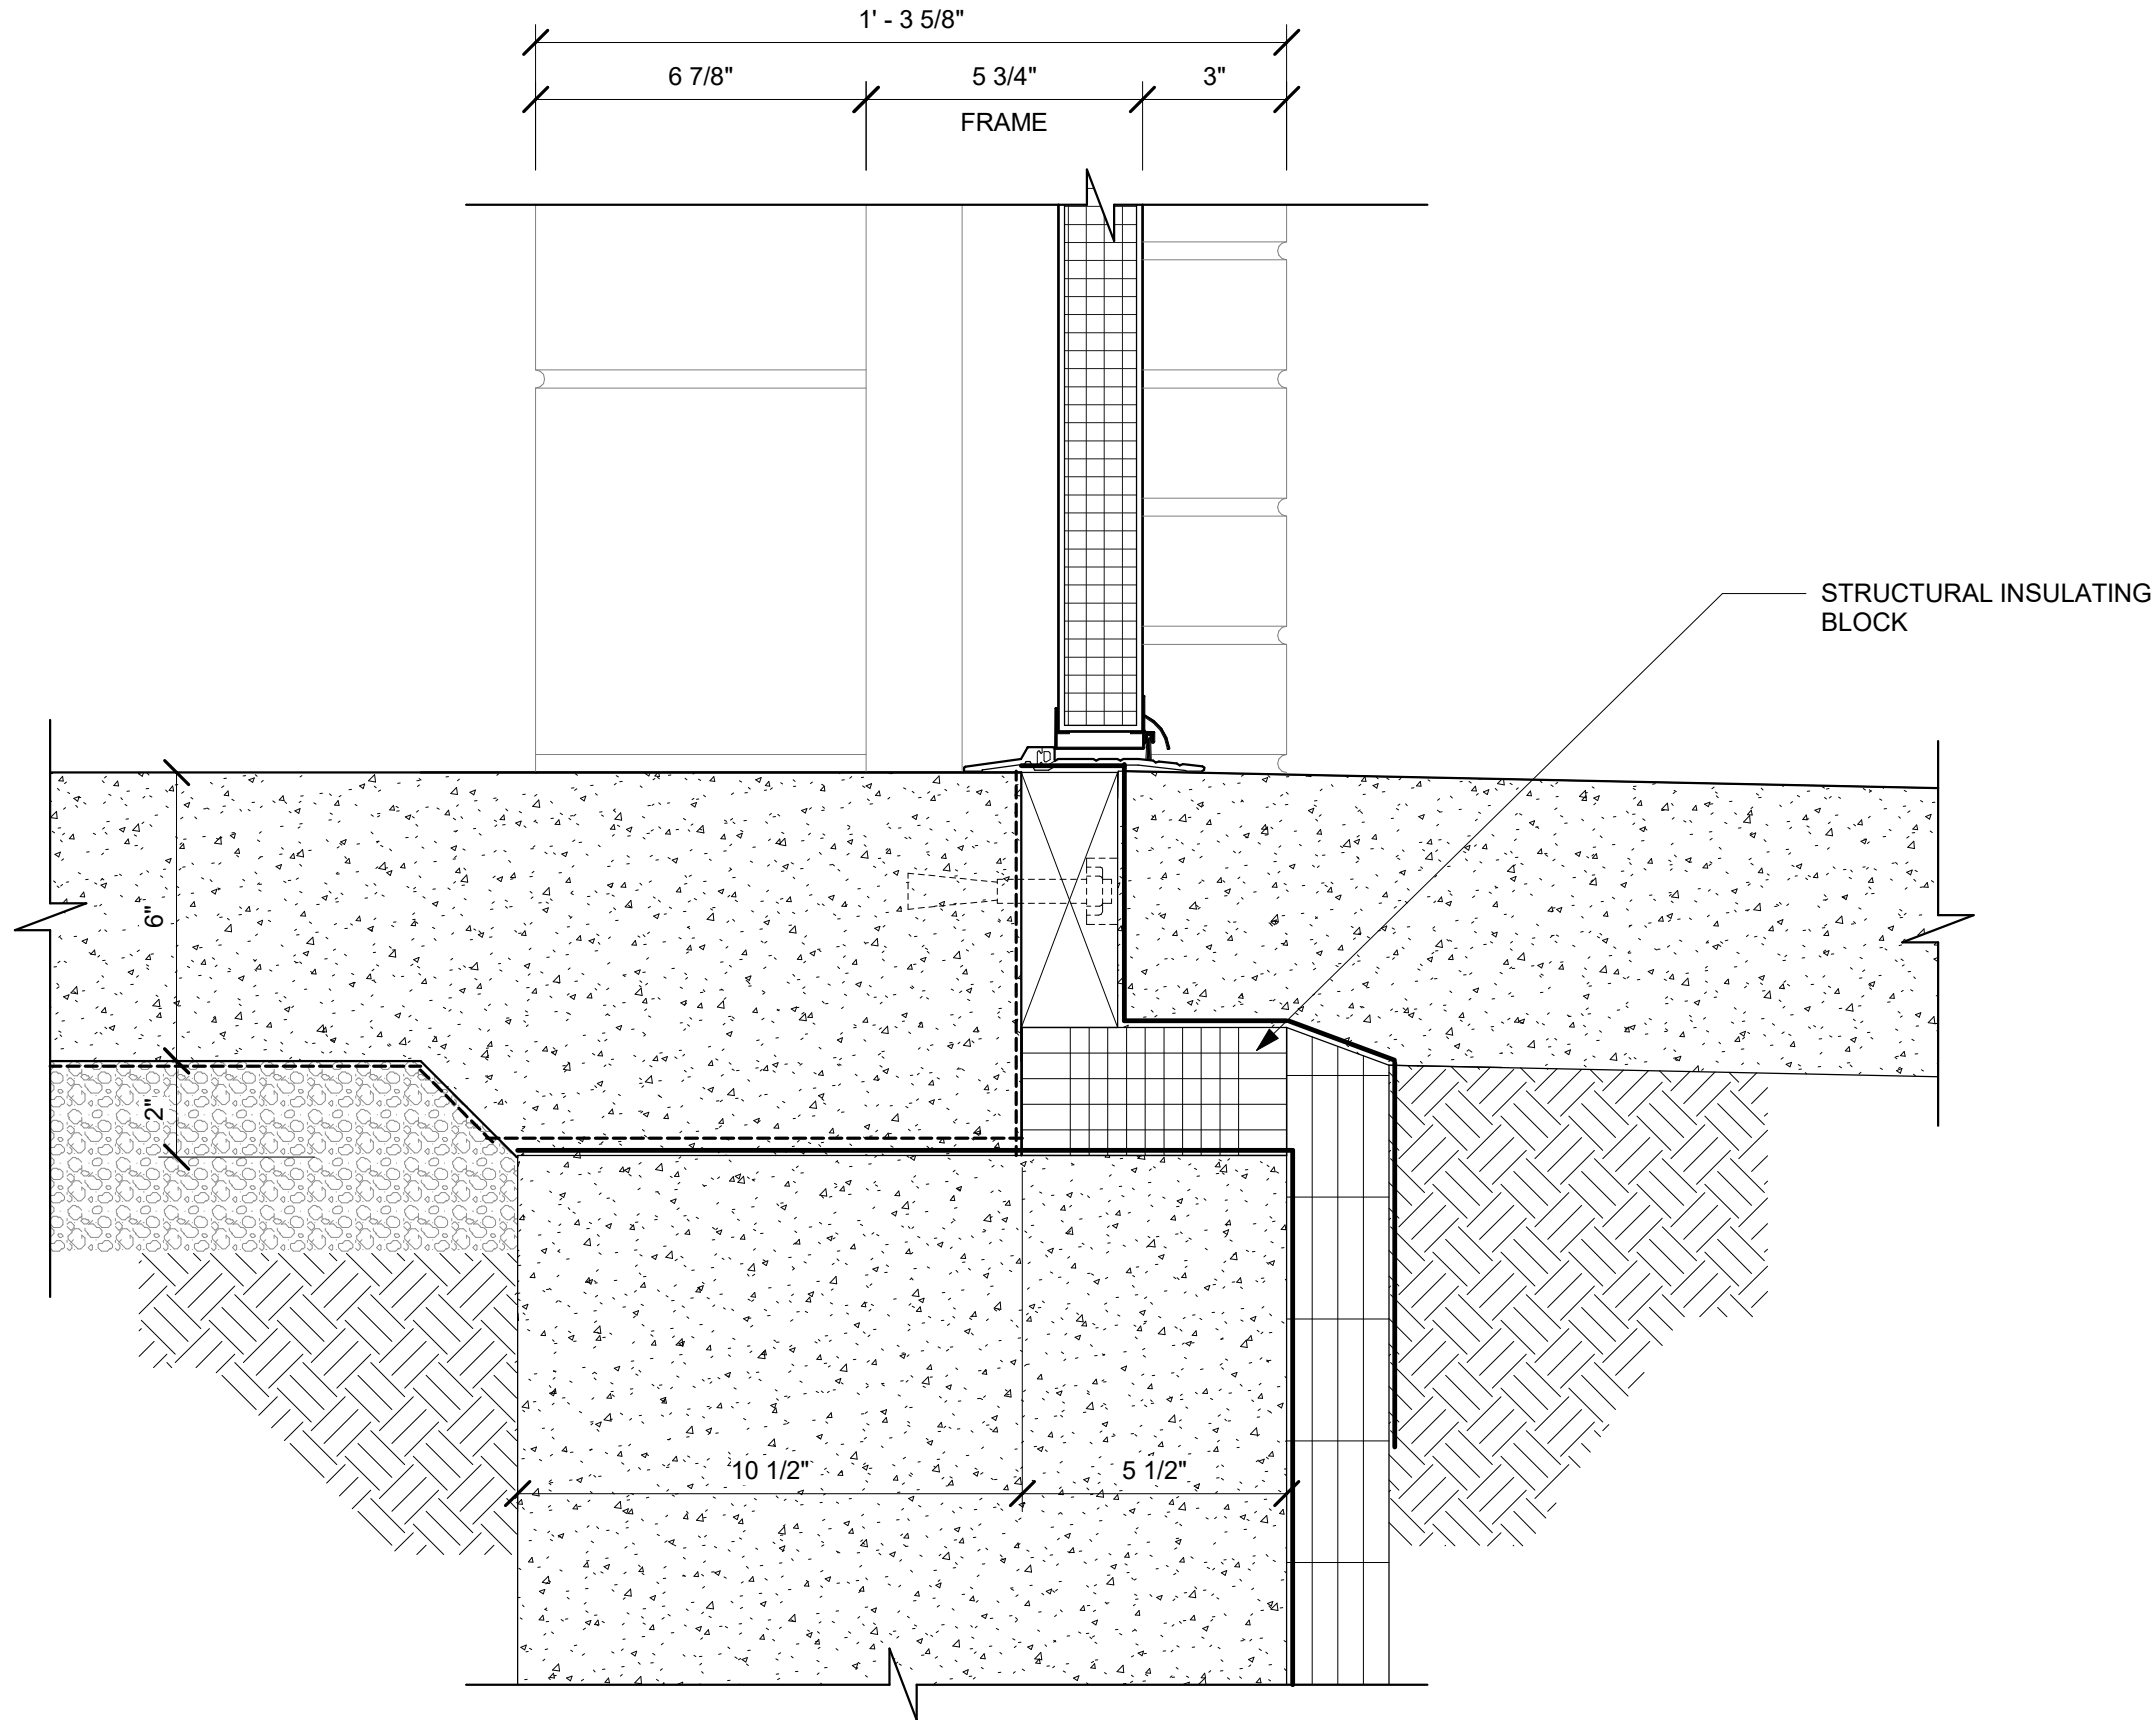 1' - 3 5/8"
6 7/8"
5 3/4"
3"
FRAME
STRUCTURAL INSULATING
BLOCK
6"
2"
10 1/2"
5 1/2"